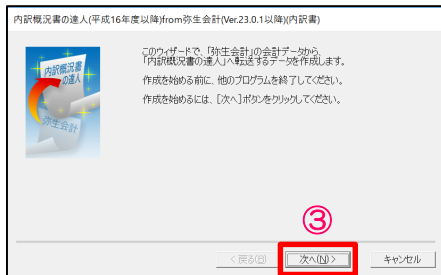 内訳概況書の達人(平成16年度以降)from弥生会計(Ver.23.0.1以降)(内訳書)
内訳概況書
の達人
弥生会計
このウィザードで、「弥生会計」の会計データから、
「内訳概況書の達人」へ転送するデータを作成します。
作成を始める前に、他のプログラムを終了してください。
作成を始めるには、[次へ]ボタンをクリックしてください。
③
< 戻る(B)
次へ(N) >
キャンセル